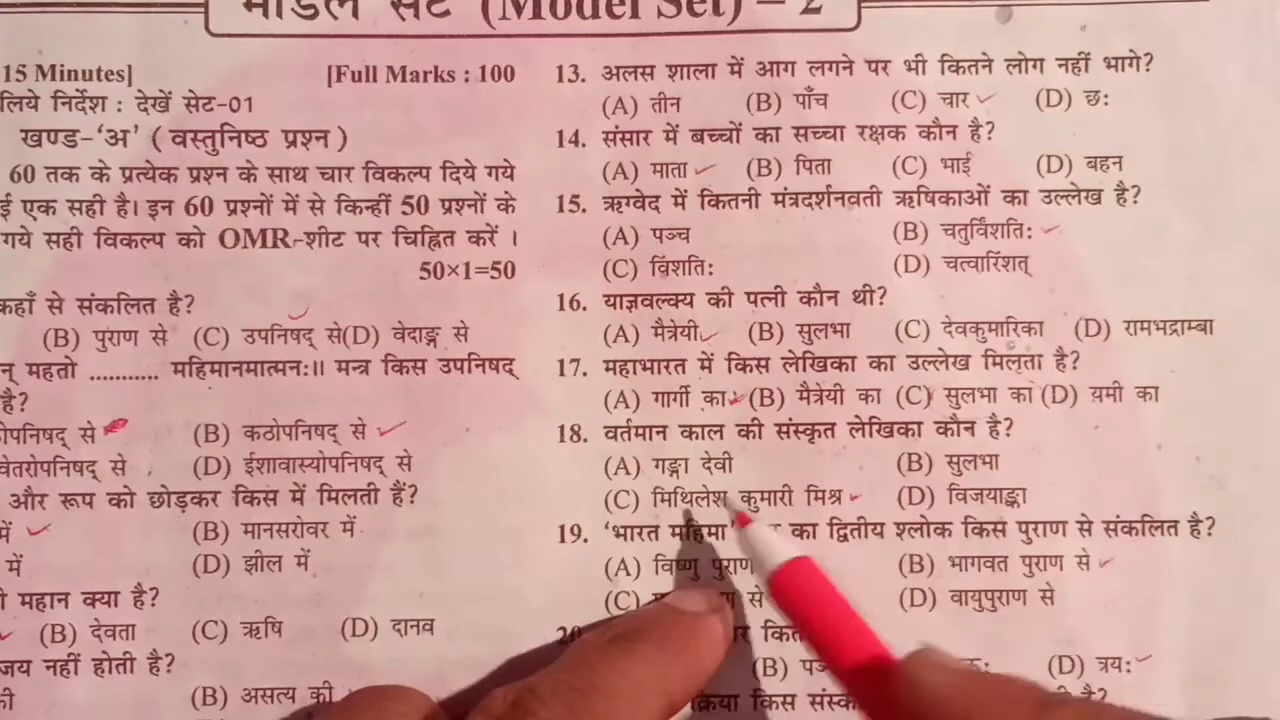 मॉडल सेट (Model Set) – 2
15 Minutes] [Full Marks : 100
लिये निर्देश : देखें सेट-01
खण्ड-‘अ’ ( वस्तुनिष्ठ प्रश्न )
60 तक के प्रत्येक प्रश्न के साथ चार विकल्प दिये गये
ई एक सही है। इन 60 प्रश्नों में से किन्हीं 50 प्रश्नों के
गये सही विकल्प को OMR-शीट पर चिह्नित करें ।
50×1=50
कहाँ से संकलित है?
(B) पुराण से (C) उपनिषद् से(D) वेदाङ्ग से
न् महतो ........... महिमानमात्मनः।। मन्त्र किस उपनिषद्
है?
ोपनिषद् से (B) कठोपनिषद् से
वेतरोपनिषद् से (D) ईशावास्योपनिषद् से
और रूप को छोड़कर किस में मिलती हैं?
में (B) मानसरोवर में
में (D) झील में
ी महान क्या है?
(B) देवता (C) ऋषि (D) दानव
जय नहीं होती है?
की (B) असत्य की
13. अलस शाला में आग लगने पर भी कितने लोग नहीं भागे?
(A) तीन (B) पाँच (C) चार (D) छः
14. संसार में बच्चों का सच्चा रक्षक कौन है?
(A) माता (B) पिता (C) भाई (D) बहन
15. ऋग्वेद में कितनी मंत्रदर्शनवती ऋषिकाओं का उल्लेख है?
(A) पञ्च (B) चतुर्विंशतिः
(C) विंशतिः (D) चत्वारिंशत्
16. याज्ञवल्क्य की पत्नी कौन थी?
(A) मैत्रेयी (B) सुलभा (C) देवकुमारिका (D) रामभद्राम्बा
17. महाभारत में किस लेखिका का उल्लेख मिलता है?
(A) गार्गी का (B) मैत्रेयी का (C) सुलभा का (D) यमी का
18. वर्तमान काल की संस्कृत लेखिका कौन है?
(A) गङ्गा देवी (B) सुलभा
(C) मिथिलेश कुमारी मिश्र (D) विजयाङ्का
19. ‘भारत महिमा’ का द्वितीय श्लोक किस पुराण से संकलित है?
(A) विष्णु पुराण (B) भागवत पुराण से
(C) से (D) वायुपुराण से
20
(B) (D) त्रयः
क्रिया किस